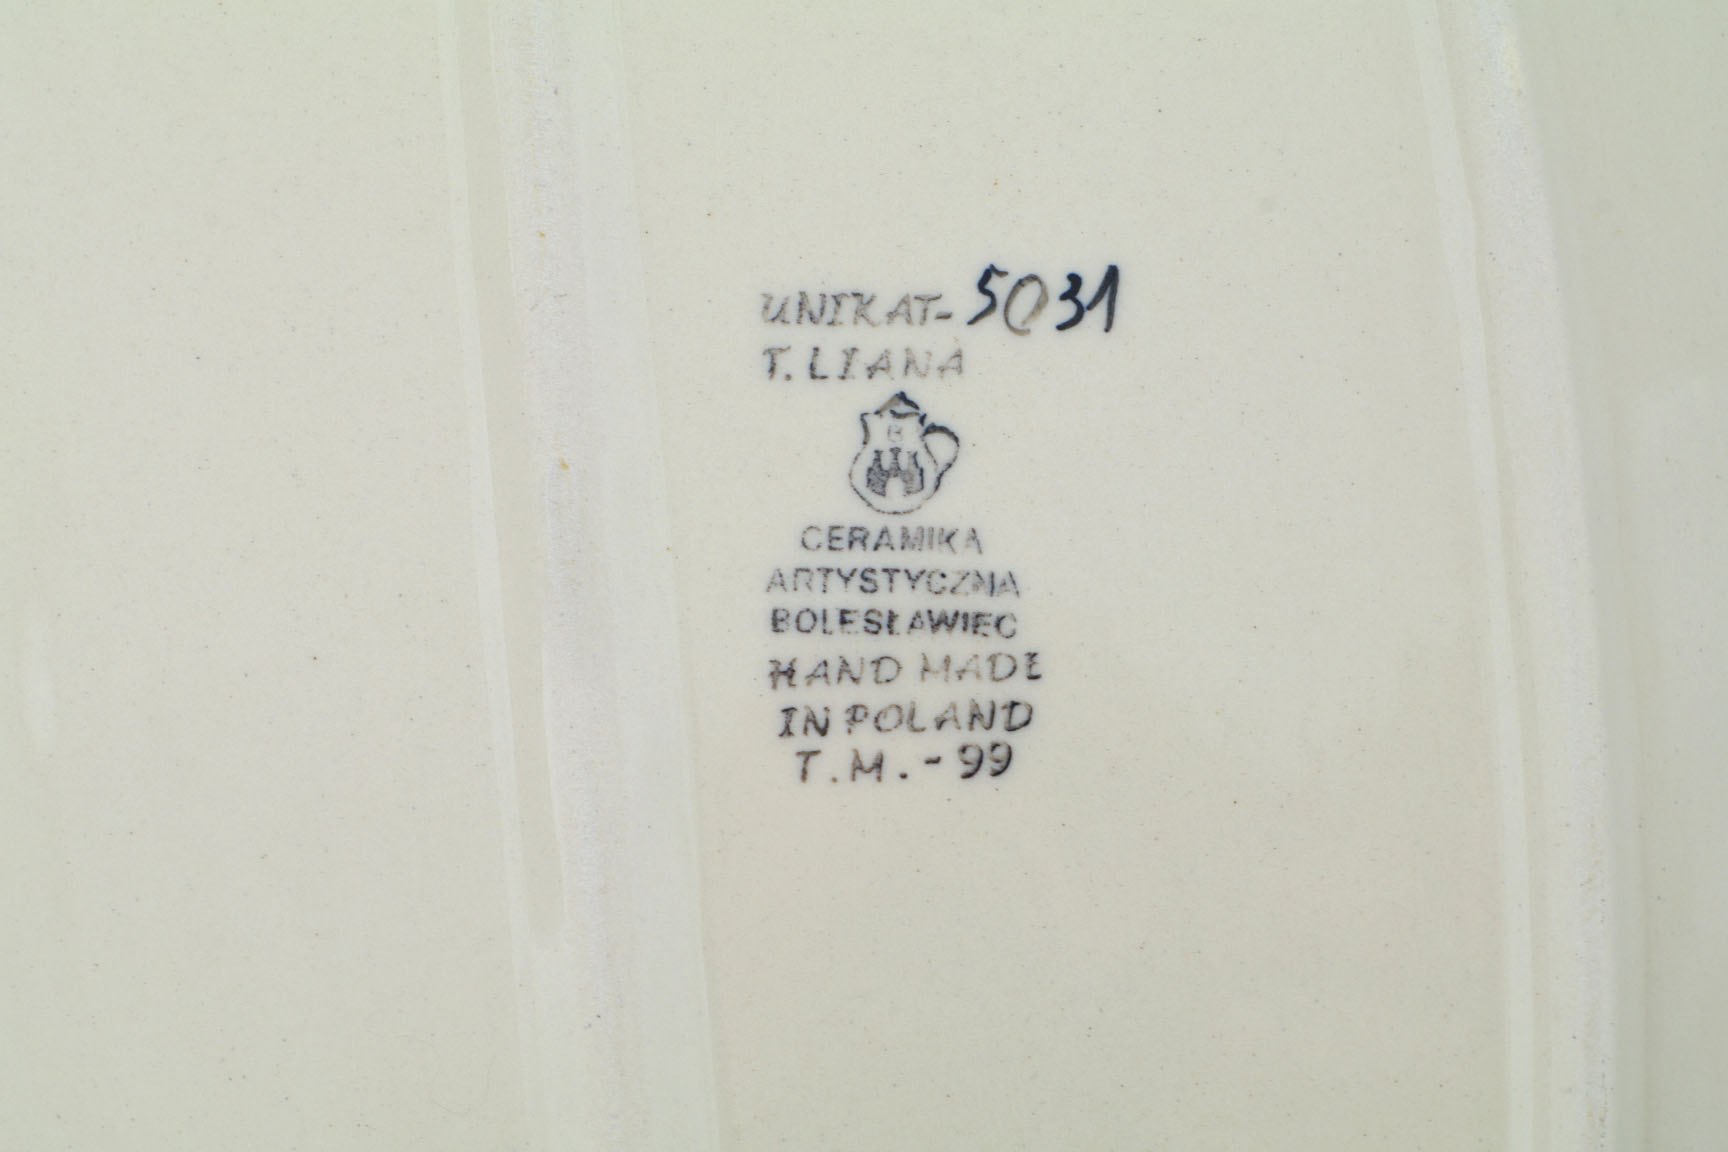 UNIKAT-5031
T. LIANA
B
CERAMIKA
ARTYSTYCZNA
BOLESŁAWIEC
HAND MADE
IN POLAND
T.M.-99